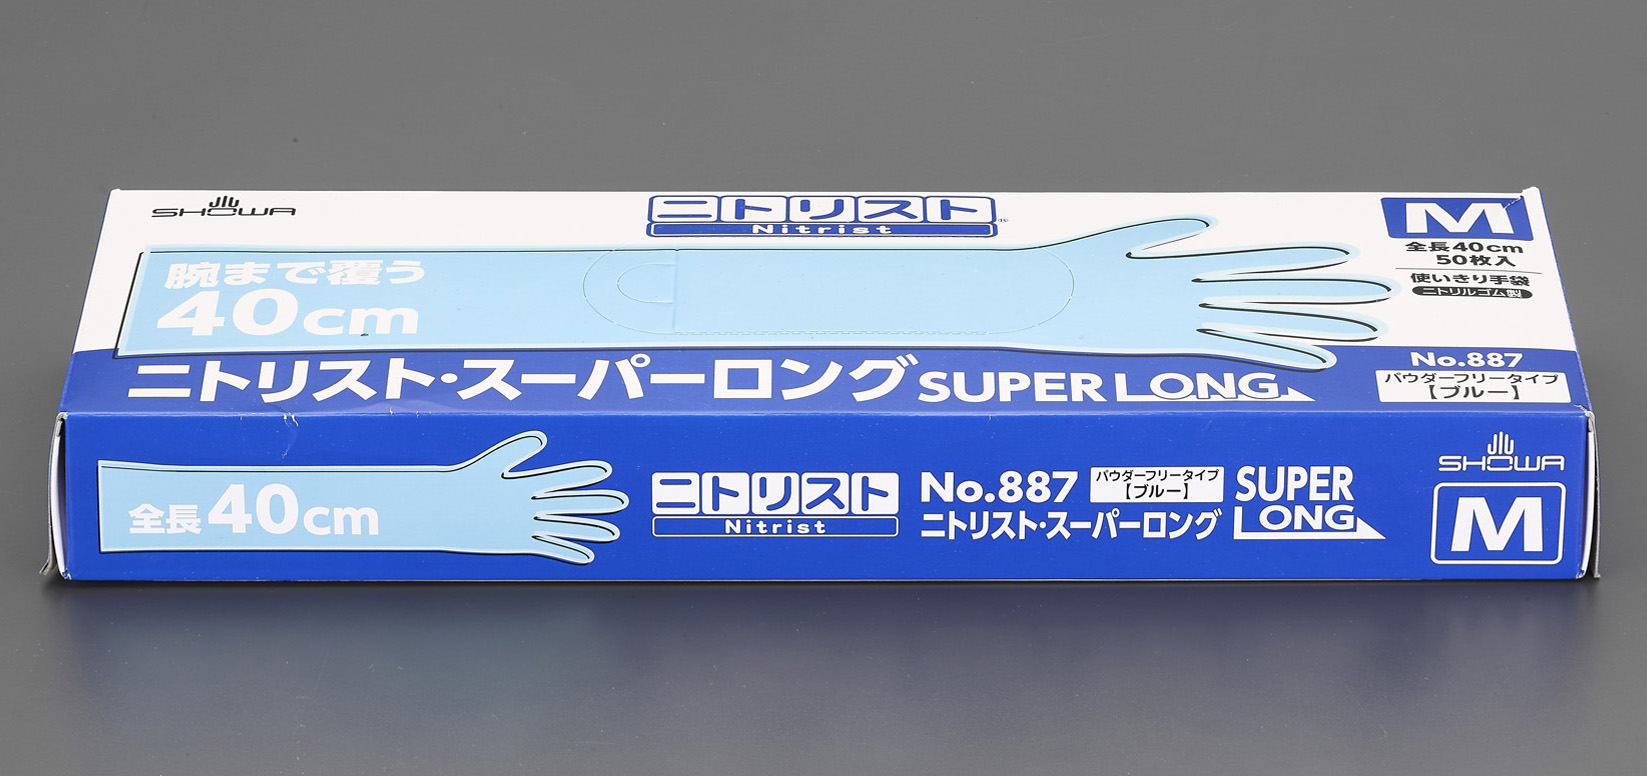 SHOWA
ニトリスト®
Nitrist
M
全長40cm
50枚入
使いきり手袋
ニトリルゴム製
腕まで覆う
40cm
ニトリスト・スーパーロング SUPER LONG
No.887
パウダーフリータイプ
【ブルー】
全長40cm
ニトリスト
Nitrist
No.887 パウダーフリータイプ
【ブルー】
ニトリスト・スーパーロング
SUPER
LONG
SHOWA
M